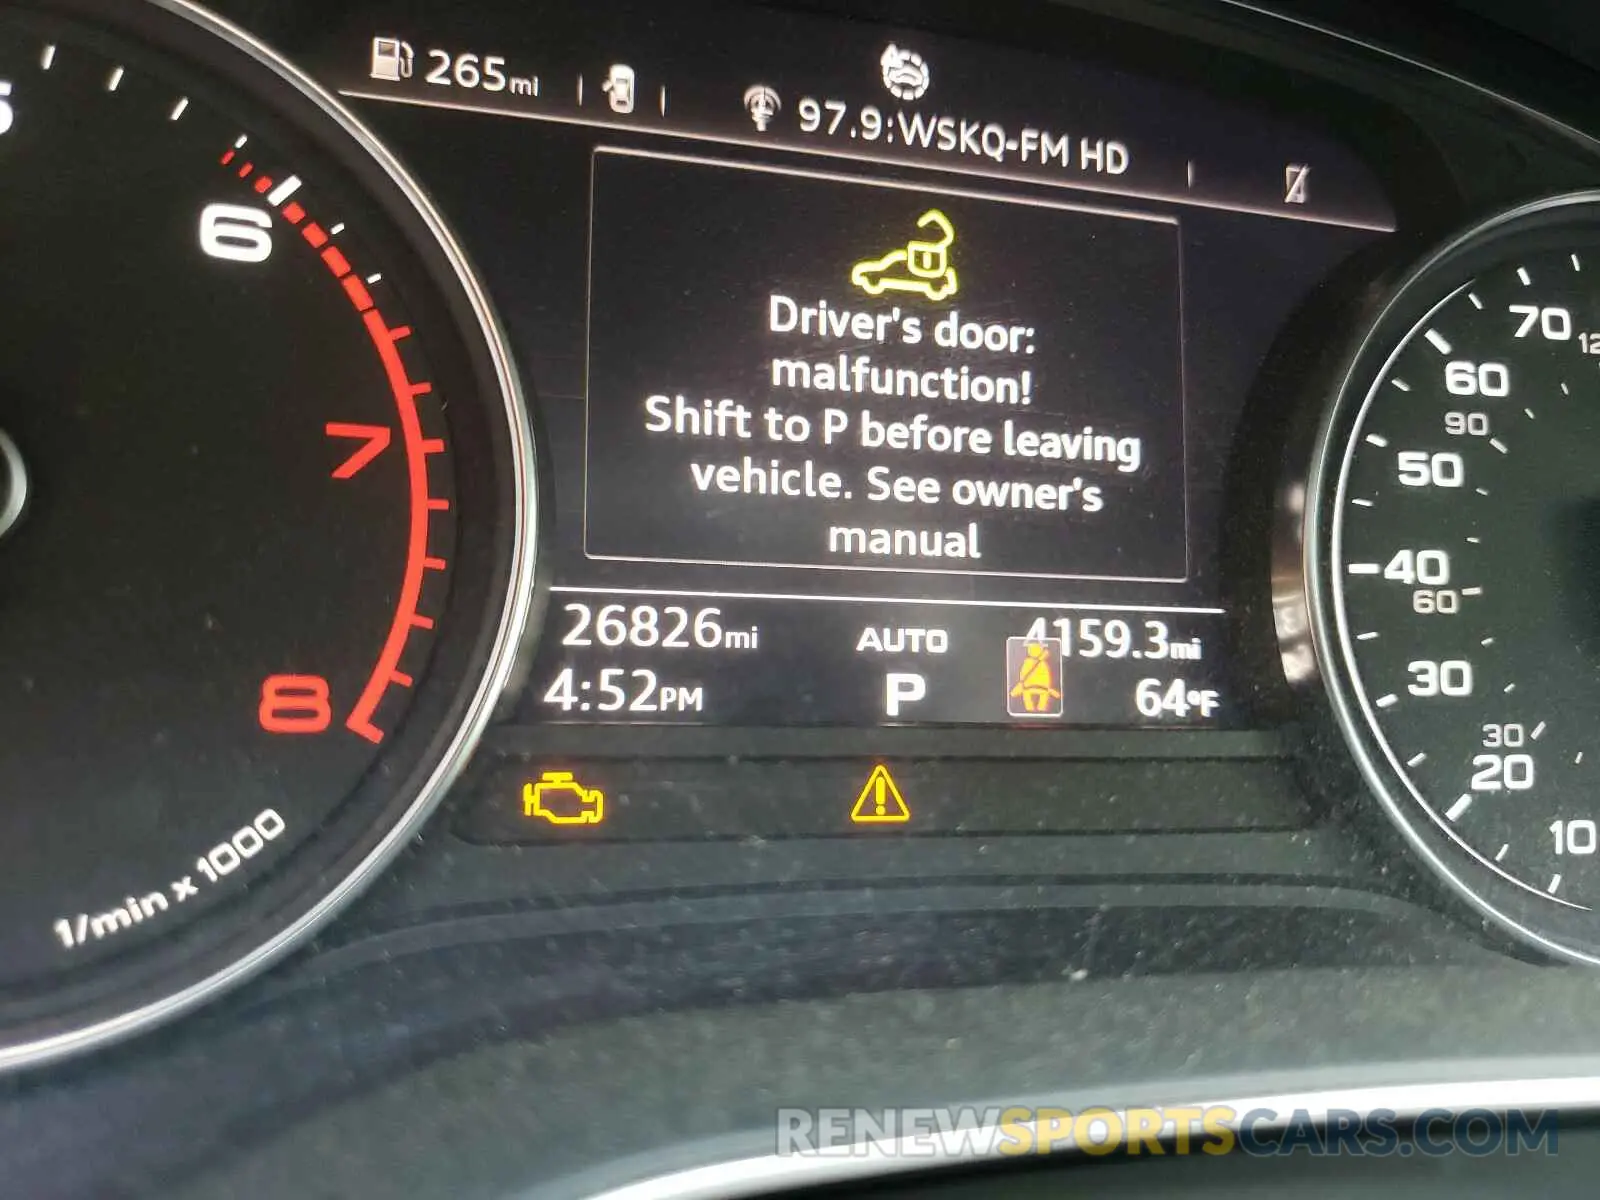 265mi
97.9:WSKQ-FM HD
Driver's door:
malfunction!
Shift to P before leaving
vehicle. See owner's
manual
26826mi
AUTO
4159.3mi
4:52PM
P
64°F
6
7
8
1/min x 1000
70
60
90
50
40
60
30
30
20
10
RENEWSPORTSCARS.COM